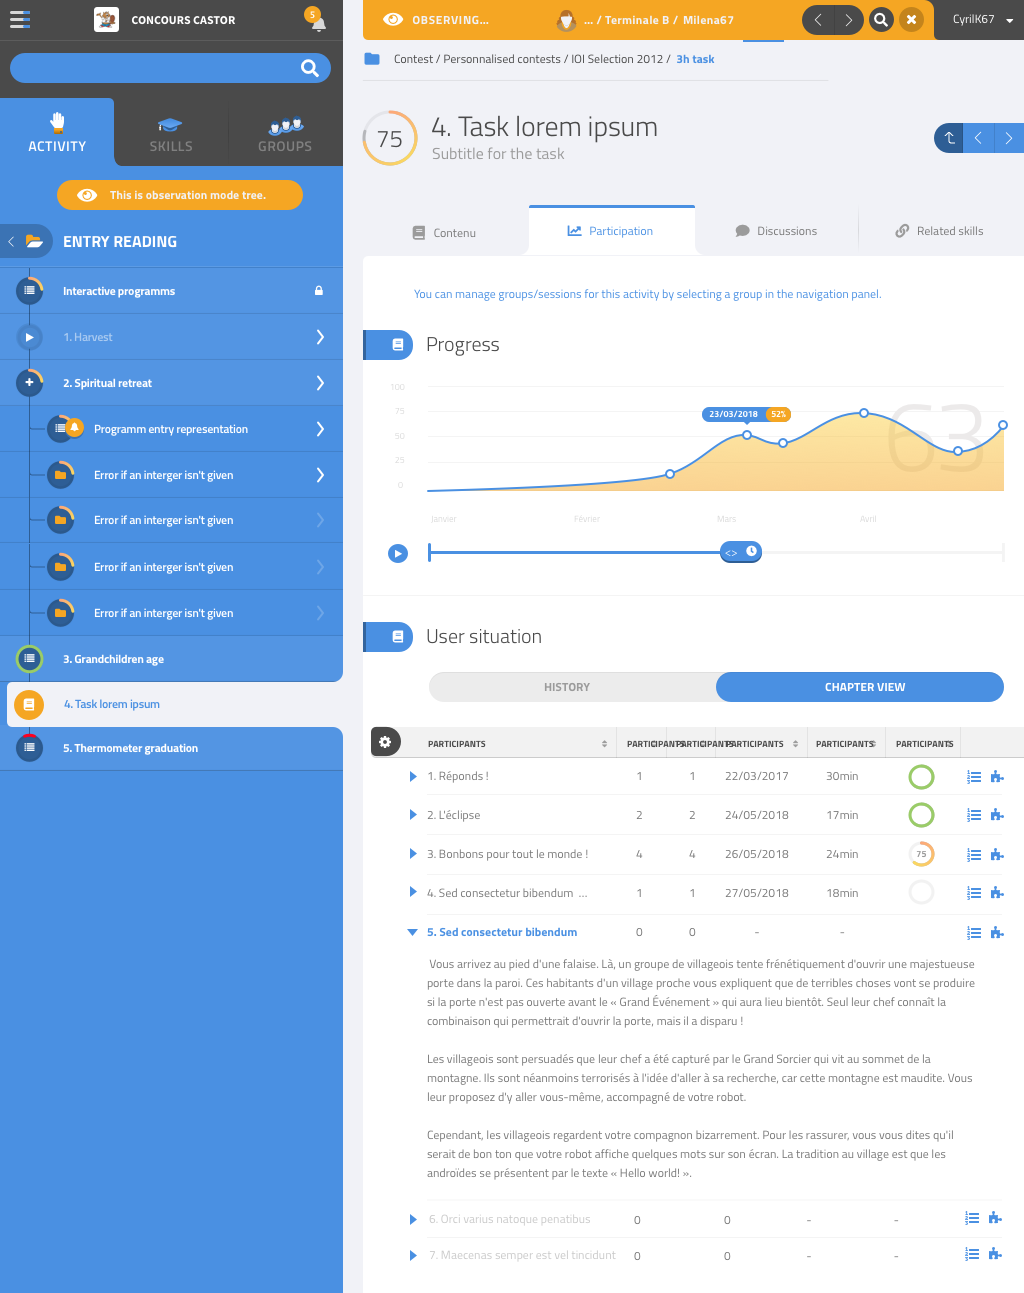 CONCOURS CASTOR
5
OBSERVING...
... / Terminale B / Milena67
CyrilK67
Contest / Personnalised contests / IOI Selection 2012 / 3h task
ACTIVITY
SKILLS
GROUPS
75
4. Task lorem ipsum
Subtitle for the task
This is observation mode tree.
ENTRY READING
Contenu
Participation
Discussions
Related skills
Interactive programms
1. Harvest
2. Spiritual retreat
Programm entry representation
Error if an interger isn't given
Error if an interger isn't given
Error if an interger isn't given
Error if an interger isn't given
3. Grandchildren age
4. Task lorem ipsum
5. Thermometer graduation
You can manage groups/sessions for this activity by selecting a group in the navigation panel.
Progress
100
75
50
25
0
23/03/2018 52%
63
Janvier
Février
Mars
Avril
<>
User situation
HISTORY
CHAPTER VIEW
PARTICIPANTS PARTICIPANTS PARTICIPANTS PARTICIPANTS PARTICIPANTS PARTICIPANTS
1. Réponds ! 1 1 22/03/2017 30min
2. L'éclipse 2 2 24/05/2018 17min
3. Bonbons pour tout le monde ! 4 4 26/05/2018 24min 75
4. Sed consectetur bibendum ... 1 1 27/05/2018 18min
5. Sed consectetur bibendum 0 0 - -
Vous arrivez au pied d'une falaise. Là, un groupe de villageois tente frénétiquement d'ouvrir une majestueuse
porte dans la paroi. Ces habitants d'un village proche vous expliquent que de terribles choses vont se produire
si la porte n'est pas ouverte avant le « Grand Événement » qui aura lieu bientôt. Seul leur chef connaît la
combinaison qui permettrait d'ouvrir la porte, mais il a disparu !
Les villageois sont persuadés que leur chef a été capturé par le Grand Sorcier qui vit au sommet de la
montagne. Ils sont néanmoins terrorisés à l'idée d'aller à sa recherche, car cette montagne est maudite. Vous
leur proposez d'y aller vous-même, accompagné de votre robot.
Cependant, les villageois regardent votre compagnon bizarrement. Pour les rassurer, vous vous dites qu'il
serait de bon ton que votre robot affiche quelques mots sur son écran. La tradition au village est que les
androïdes se présentent par le texte « Hello world! ».
6. Orci varius natoque penatibus 0 0 - -
7. Maecenas semper est vel tincidunt 0 0 - -